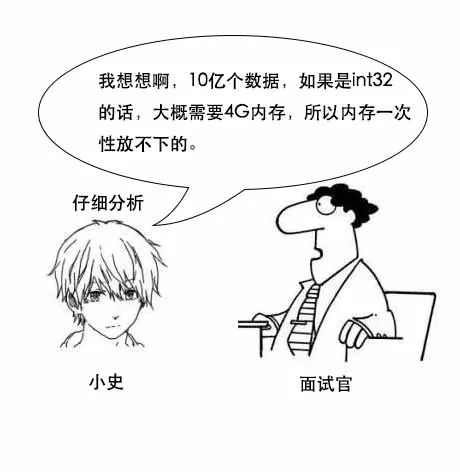 我想想啊，10亿个数据，如果是int32
的话，大概需要4G内存，所以内存一次
性放不下的。
仔细分析
小史
面试官